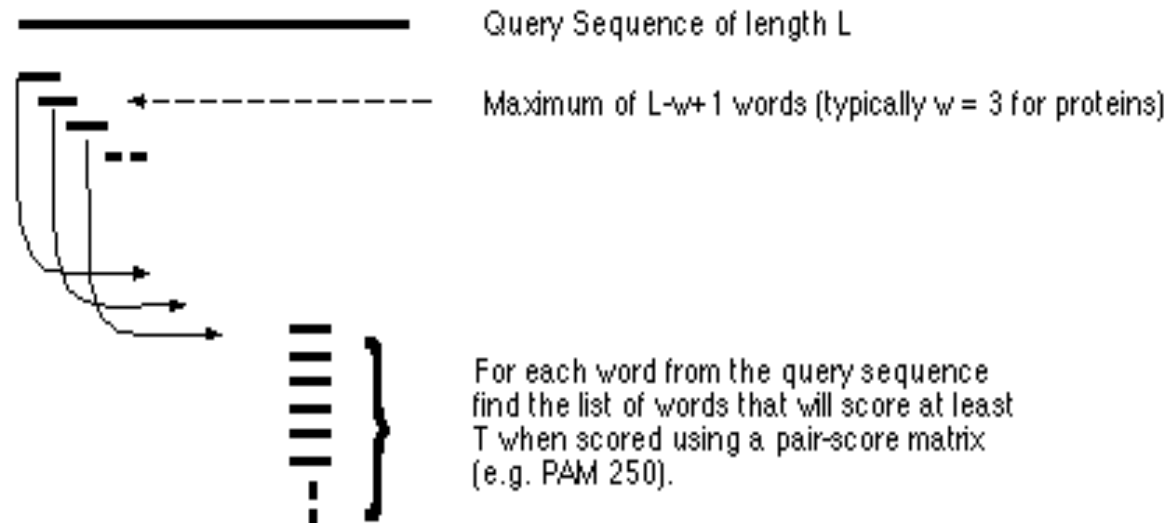 Query Sequence of length L
Maximum of L-w+1 words (typically w = 3 for proteins)
For each word from the query sequence
find the list of words that will score at least
T when scored using a pair-score matrix
(e.g. PAM 250).